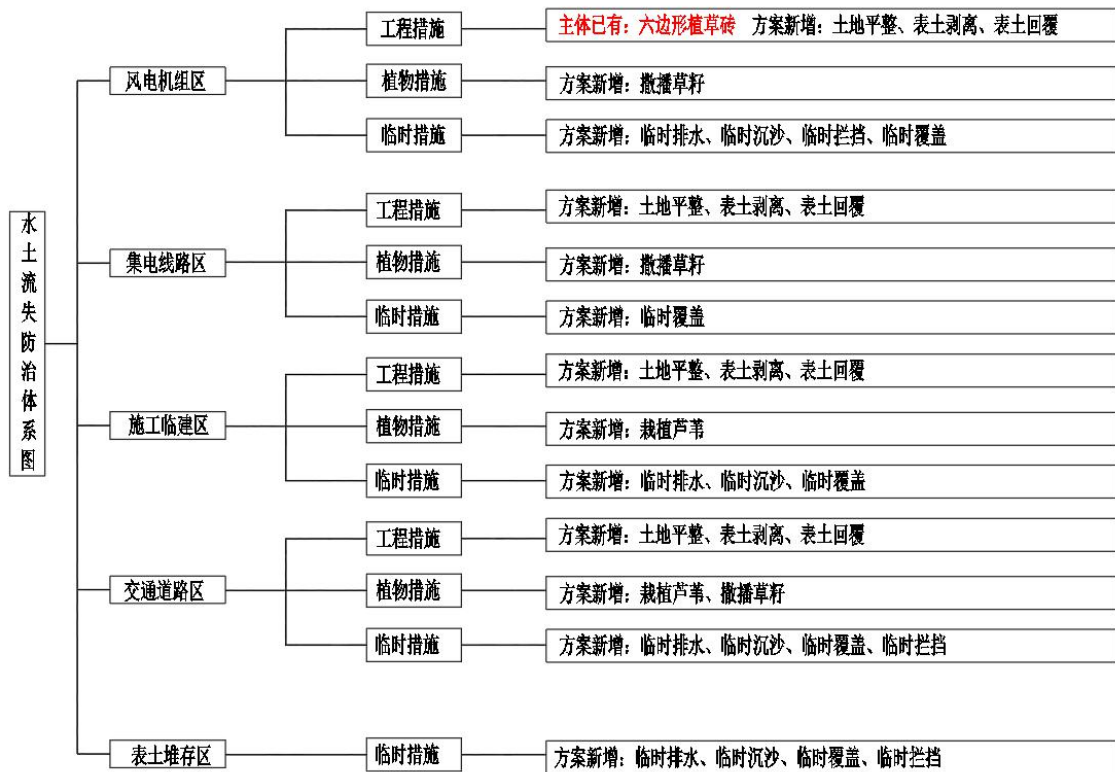 水土流失防治体系图
风电机组区
工程措施
主体已有：六边形植草砖 方案新增：土地平整、表土剥离、表土回覆
植物措施
方案新增：撒播草籽
临时措施
方案新增：临时排水、临时沉沙、临时拦挡、临时覆盖
集电线路区
工程措施
方案新增：土地平整、表土剥离、表土回覆
植物措施
方案新增：撒播草籽
临时措施
方案新增：临时覆盖
施工临建区
工程措施
方案新增：土地平整、表土剥离、表土回覆
植物措施
方案新增：栽植芦苇
临时措施
方案新增：临时排水、临时沉沙、临时覆盖
交通道路区
工程措施
方案新增：土地平整、表土剥离、表土回覆
植物措施
方案新增：栽植芦苇、撒播草籽
临时措施
方案新增：临时排水、临时沉沙、临时覆盖、临时拦挡
表土堆存区
临时措施
方案新增：临时排水、临时沉沙、临时覆盖、临时拦挡